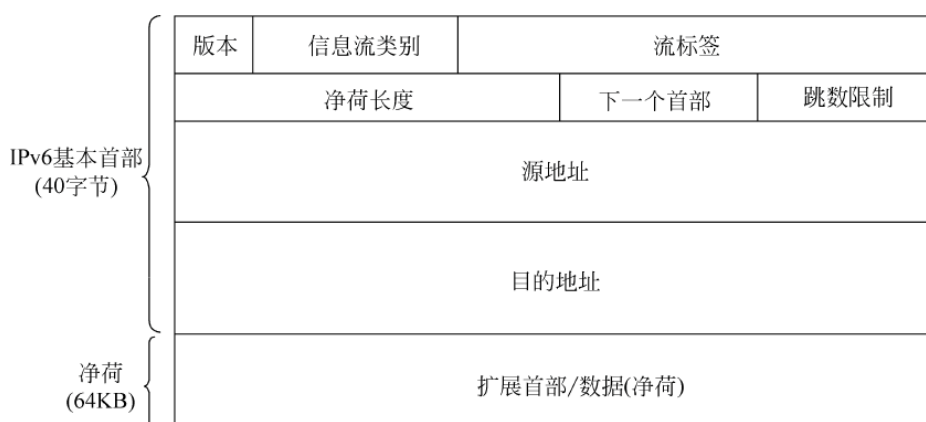 版本 信息流类别 流标签
净荷长度 下一个首部 跳数限制
IPv6基本首部
(40字节)
源地址
目的地址
净荷
(64KB)
扩展首部/数据(净荷)